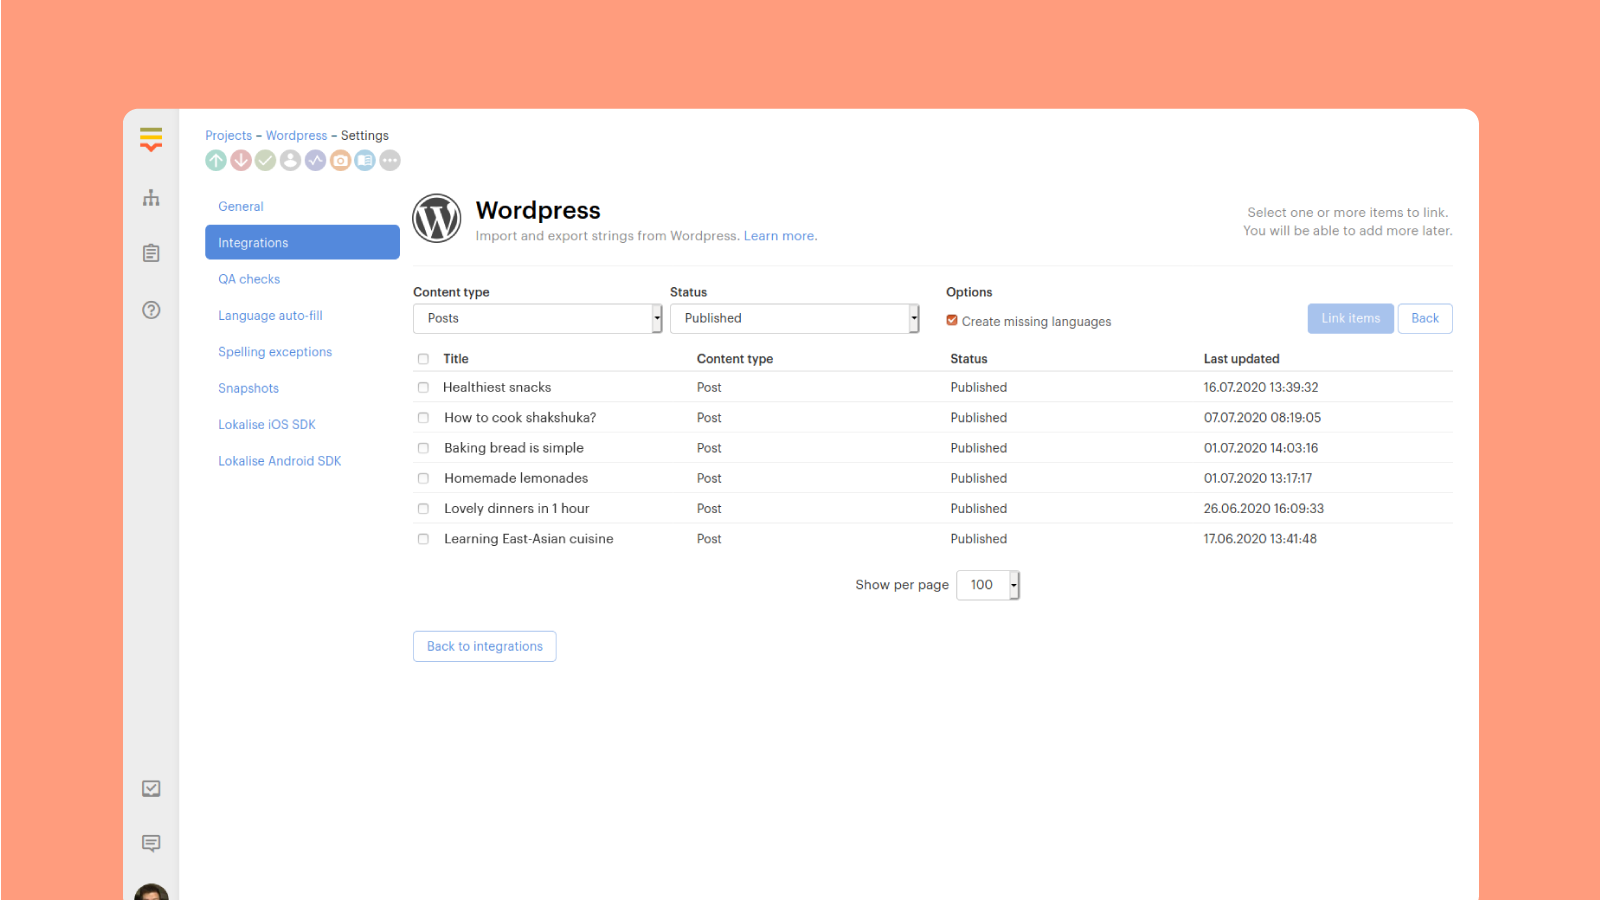 Projects – Wordpress – Settings
General
Integrations
QA checks
Language auto-fill
Spelling exceptions
Snapshots
Lokalise iOS SDK
Lokalise Android SDK
Wordpress
Import and export strings from Wordpress. Learn more.
Select one or more items to link.
You will be able to add more later.
Content type Status Options
Posts Published Create missing languages Link items Back
Title Content type Status Last updated
Healthiest snacks Post Published 16.07.2020 13:39:32
How to cook shakshuka? Post Published 07.07.2020 08:19:05
Baking bread is simple Post Published 01.07.2020 14:03:16
Homemade lemonades Post Published 01.07.2020 13:17:17
Lovely dinners in 1 hour Post Published 26.06.2020 16:09:33
Learning East-Asian cuisine Post Published 17.06.2020 13:41:48
Show per page 100
Back to integrations